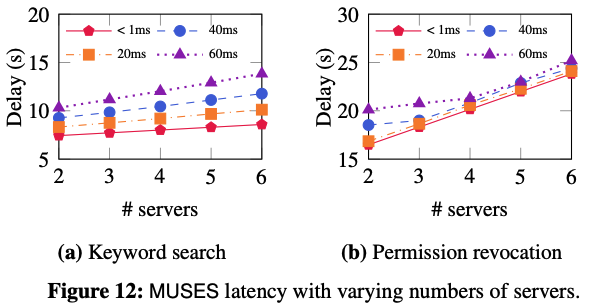 < 1ms 40ms
20ms 60ms
Delay (s)
20
15
10
5
2 3 4 5 6
# servers
(a) Keyword search
< 1ms 40ms
20ms 60ms
Delay (s)
30
25
20
15
2 3 4 5 6
# servers
(b) Permission revocation
Figure 12: MUSES latency with varying numbers of servers.